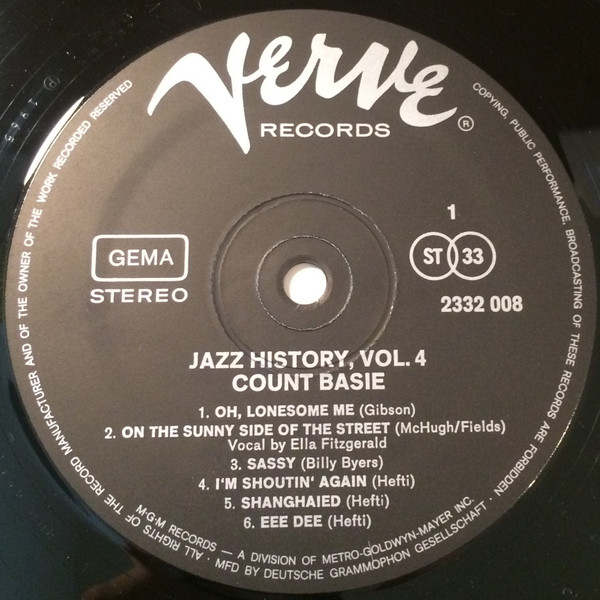 Verve
RECORDS
®
1
GEMA
STEREO
ST 33
2332 008
JAZZ HISTORY, VOL. 4
COUNT BASIE
1. OH, LONESOME ME (Gibson)
2. ON THE SUNNY SIDE OF THE STREET (McHugh/Fields)
Vocal by Ella Fitzgerald
3. SASSY (Billy Byers)
4. I'M SHOUTIN' AGAIN (Hefti)
5. SHANGHAIED (Hefti)
6. EEE DEE (Hefti)
M·G·M RECORDS — A DIVISION OF METRO-GOLDWYN-MAYER INC.
ALL RIGHTS OF THE RECORD MANUFACTURER AND OF THE OWNER OF THE WORK RECORDED RESERVED
COPYING, PUBLIC PERFORMANCE, BROADCASTING OF THESE RECORDS ARE FORBIDDEN
· MFD BY DEUTSCHE GRAMMOPHON GESELLSCHAFT ·